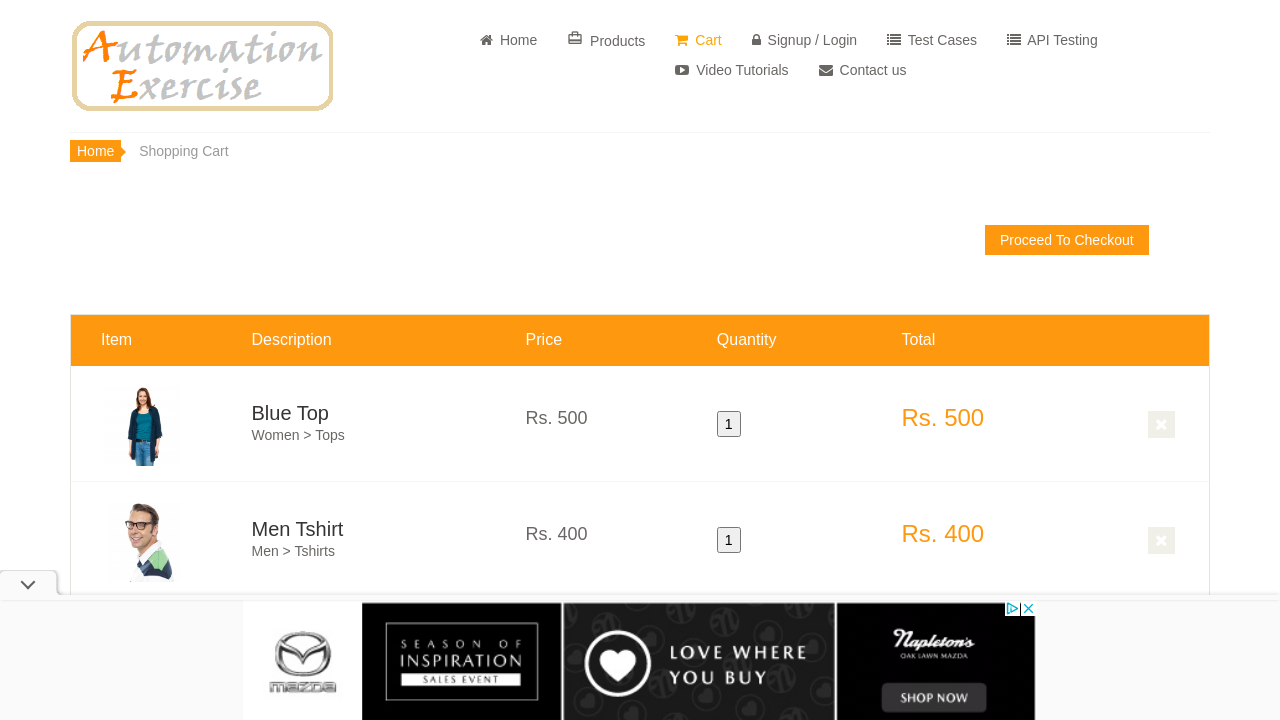 Automation
Exercise
Home
Products
Cart
Signup / Login
Test Cases
API Testing
Video Tutorials
Contact us
Home
Shopping Cart
Proceed To Checkout
Item Description Price Quantity Total
Blue Top
Women > Tops
Rs. 500
1
Rs. 500
Men Tshirt
Men > Tshirts
Rs. 400
1
Rs. 400
mazda
SEASON OF
INSPIRATION
SALES EVENT
LOVE WHERE
YOU BUY
Napleton's
OAK LAWN MAZDA
SHOP NOW